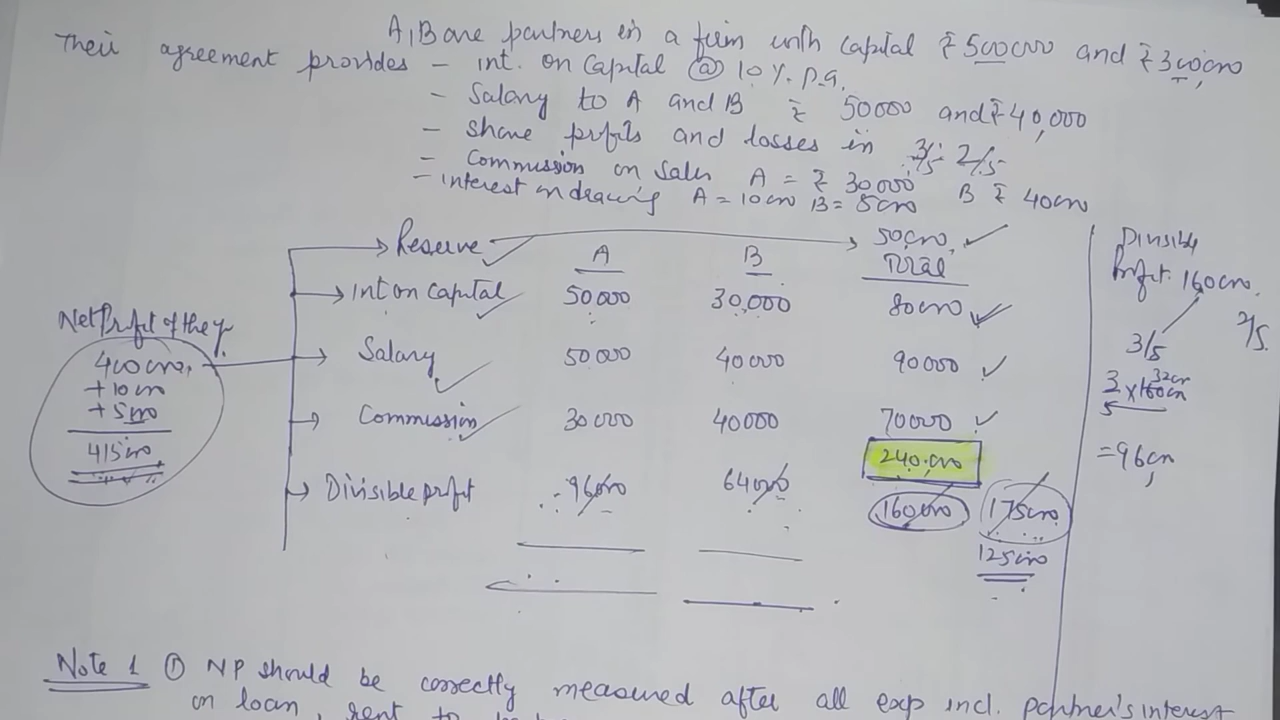 A, B are partners in a firm with capital ₹ 500000 and ₹ 300,000
Their agreement provides - int. on Capital @ 10 %. p.a.
- Salary to A and B ₹ 50000 and ₹ 40,000
- Share profits and losses in 3/5 2/5
- Commission on Sales A = ₹ 30000 B ₹ 40000
- interest on drawing A = 10000 B = 5000
Reserve 50000
A B Total
Int on Capital 50000 30,000 80000
Net Profit of the y.
400000
+ 10000
+ 5000
415000
Salary 50000 40000 90000
Commission 30000 40000 70000
240,000
Divisible profit 96000 64000 160000 175000
125000
Divisible
Profit. 160000.
3/5 2/5.
32000
3/5 × 160000
= 96000
Note 1 ① NP should be correctly measured after all exp incl. partner's interest
on loan, rent to